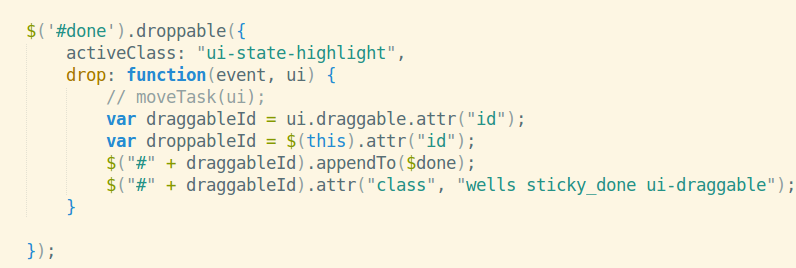 $('#done').droppable({
    activeClass: "ui-state-highlight",
    drop: function(event, ui) {
        // moveTask(ui);
        var draggableId = ui.draggable.attr("id");
        var droppableId = $(this).attr("id");
        $("#" + draggableId).appendTo($done);
        $("#" + draggableId).attr("class", "wells sticky_done ui-draggable");
    }
});